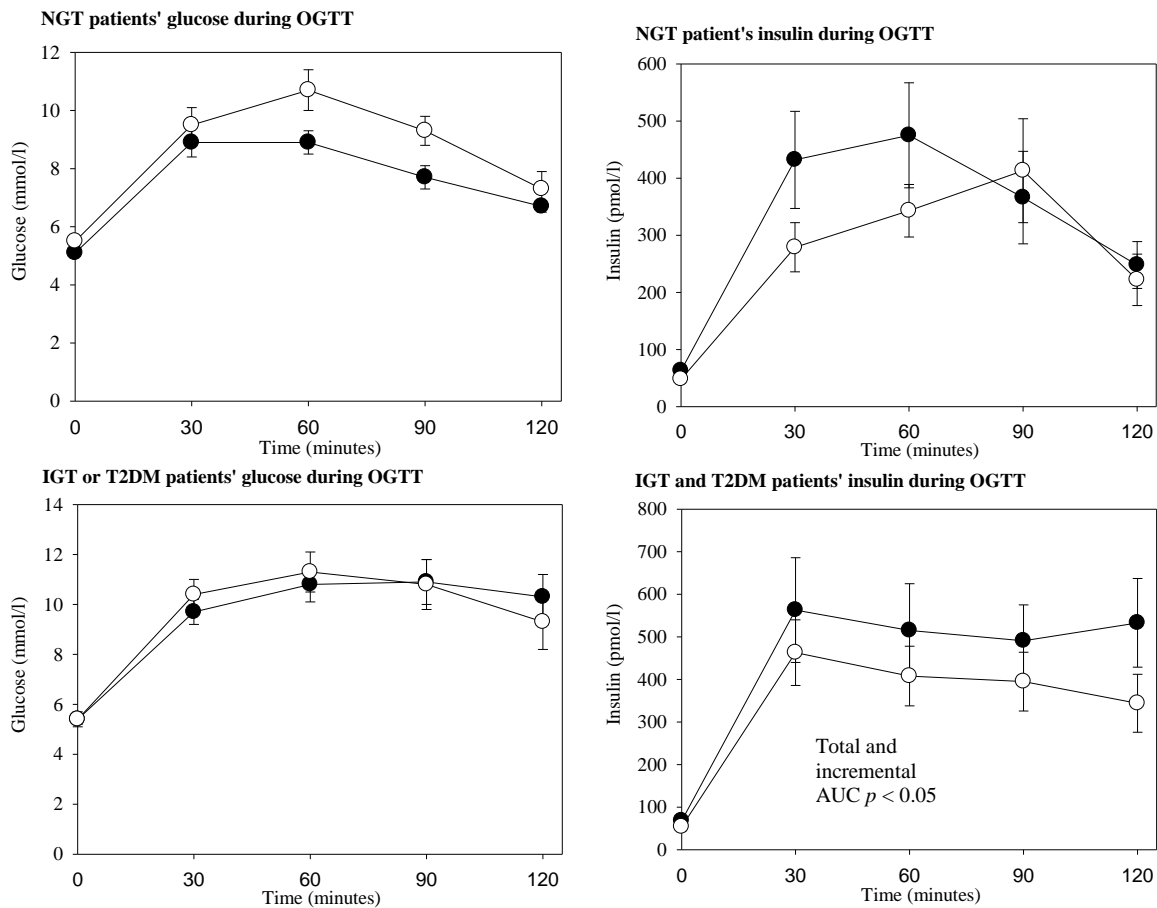 NGT patients' glucose during OGTT
12
10
8
6
4
2
0
Glucose (mmol/l)
0 30 60 90 120
Time (minutes)
NGT patient's insulin during OGTT
600
500
400
300
200
100
0
Insulin (pmol/l)
0 30 60 90 120
Time (minutes)
IGT or T2DM patients' glucose during OGTT
14
12
10
8
6
4
2
0
Glucose (mmol/l)
0 30 60 90 120
Time (minutes)
IGT and T2DM patients' insulin during OGTT
800
700
600
500
400
300
200
100
0
Insulin (pmol/l)
Total and
incremental
AUC p < 0.05
0 30 60 90 120
Time (minutes)